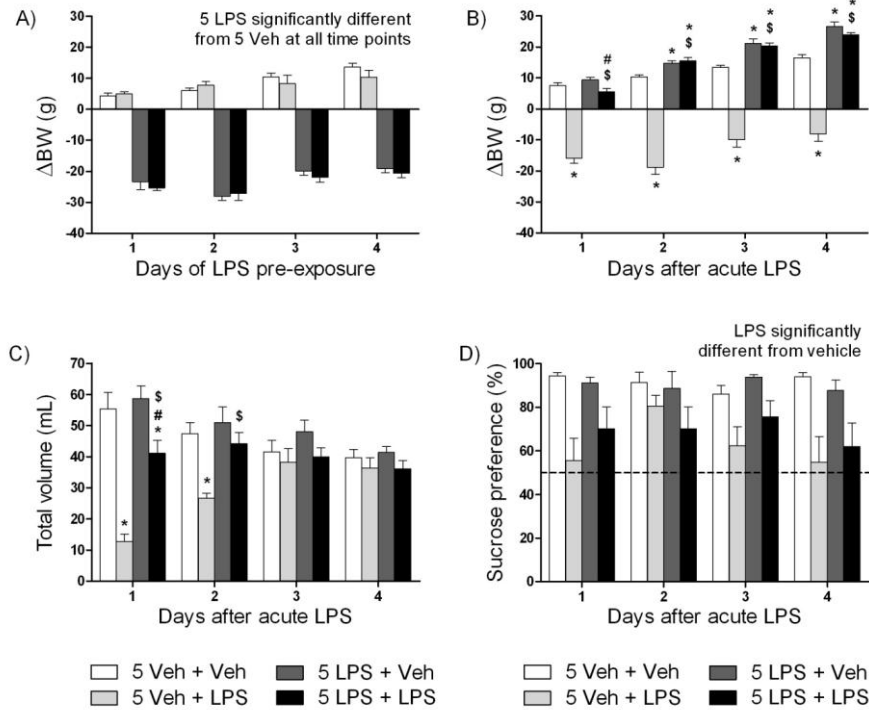 A)
5 LPS significantly different
from 5 Veh at all time points
ΔBW (g)
30
20
10
0
-10
-20
-30
-40
1 2 3 4
Days of LPS pre-exposure
B)
ΔBW (g)
30
20
10
0
-10
-20
-30
-40
#
$
*
* *
$
*
* *
$
*
* *
$
*
*
1 2 3 4
Days after acute LPS
C)
Total volume (mL)
70
60
50
40
30
20
10
0
$
#
*
*
$
*
1 2 3 4
Days after acute LPS
D)
LPS significantly
different from vehicle
Sucrose preference (%)
100
80
60
40
20
0
1 2 3 4
Days after acute LPS
5 Veh + Veh 5 LPS + Veh
5 Veh + LPS 5 LPS + LPS
5 Veh + Veh 5 LPS + Veh
5 Veh + LPS 5 LPS + LPS